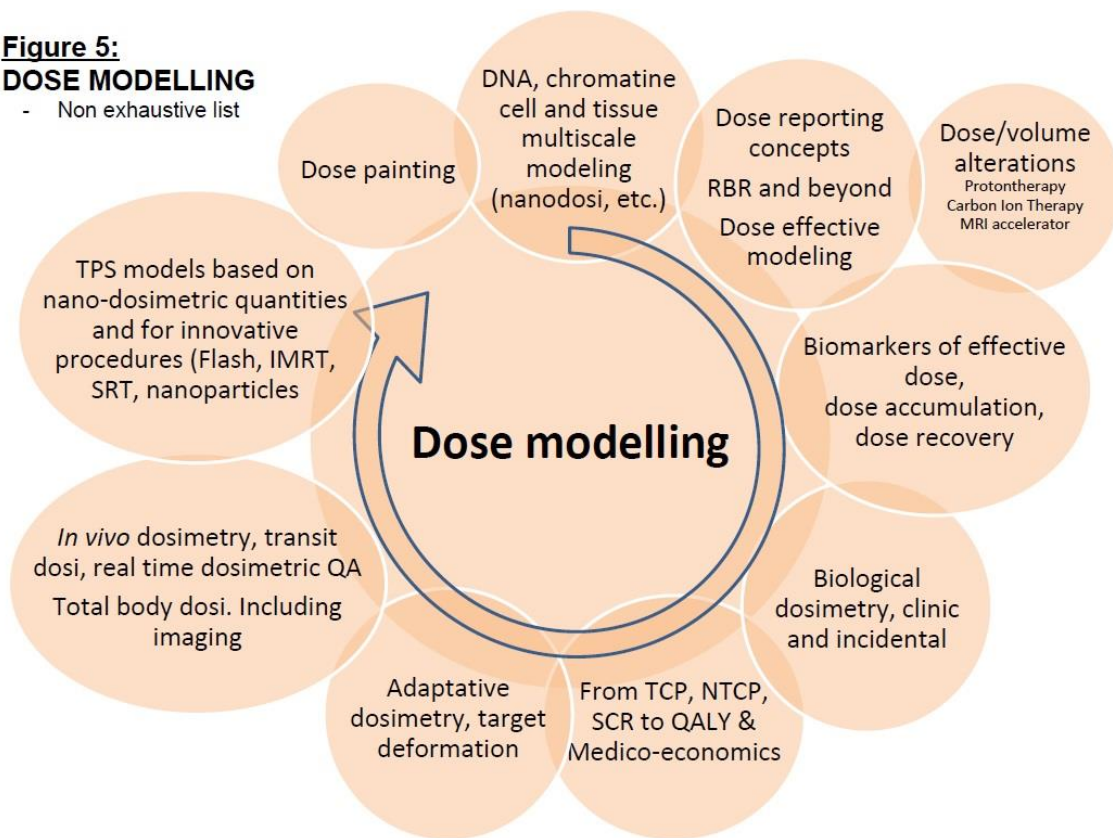 Figure 5:
DOSE MODELLING
- Non exhaustive list
Dose painting
DNA, chromatine
cell and tissue
multiscale
modeling
(nanodosi, etc.)
Dose reporting
concepts
RBR and beyond
Dose effective
modeling
Dose/volume
alterations
Protontherapy
Carbon Ion Therapy
MRI accelerator
Biomarkers of effective
dose,
dose accumulation,
dose recovery
Biological
dosimetry, clinic
and incidental
From TCP, NTCP,
SCR to QALY &
Medico-economics
Adaptative
dosimetry, target
deformation
In vivo dosimetry, transit
dosi, real time dosimetric QA
Total body dosi. Including
imaging
TPS models based on
nano-dosimetric quantities
and for innovative
procedures (Flash, IMRT,
SRT, nanoparticles
Dose modelling